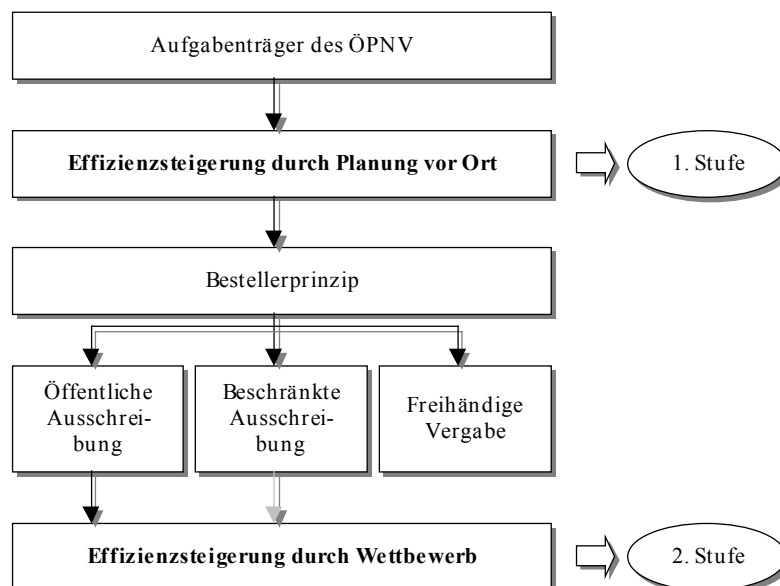 Aufgabenträger des ÖPNV
Effizienzsteigerung durch Planung vor Ort
1. Stufe
Bestellerprinzip
Öffentliche
Ausschrei-
bung
Beschränkte
Ausschrei-
bung
Freihändige
Vergabe
Effizienzsteigerung durch Wettbewerb
2. Stufe